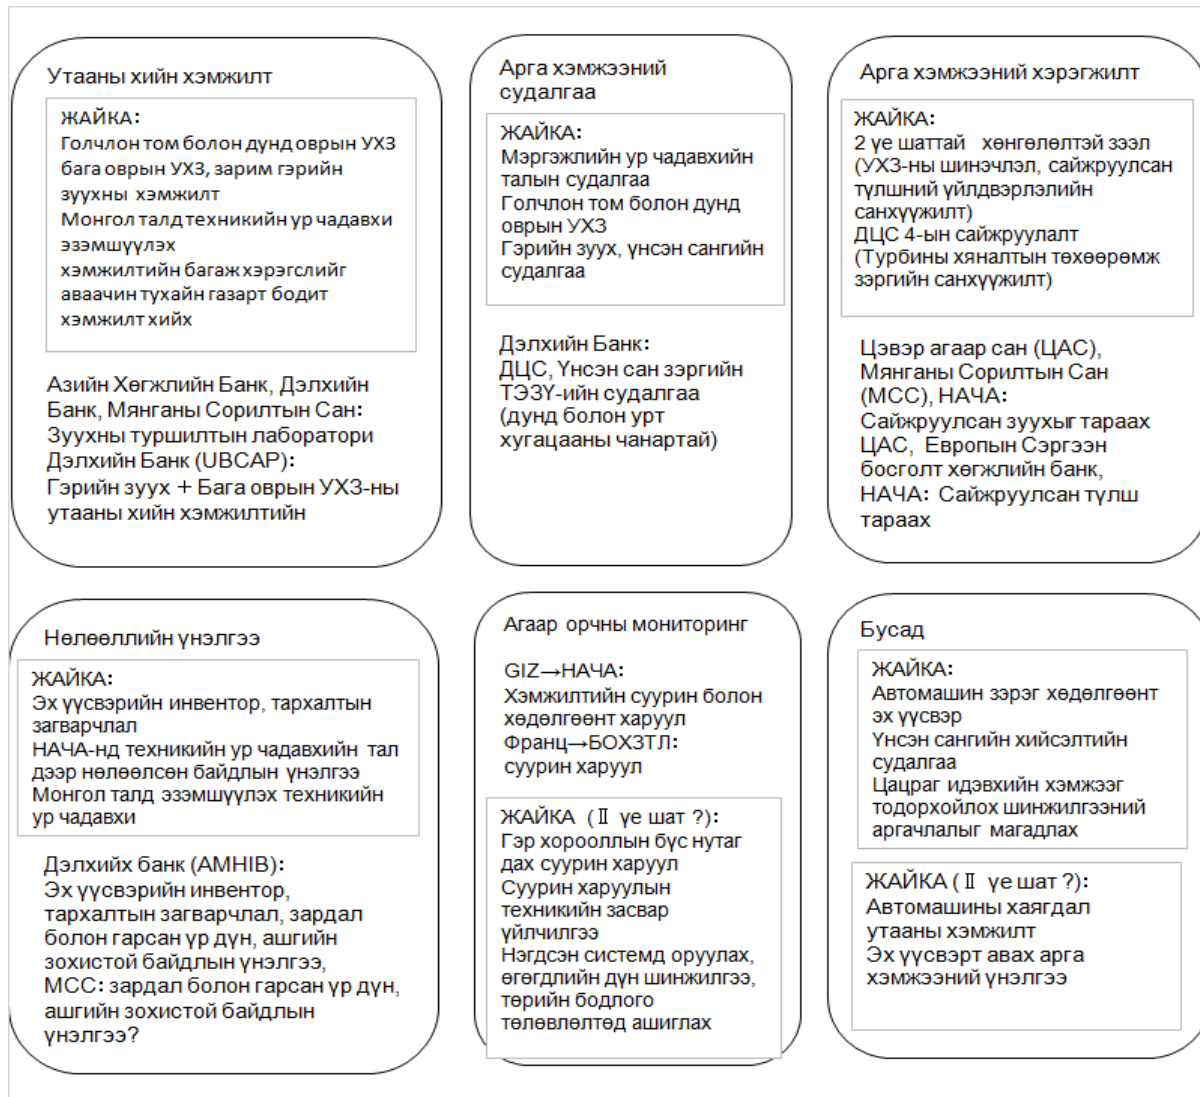 Утааны хийн хэмжилт
ЖАЙКА:
Голчлон том болон дунд оврын УХЗ
бага оврын УХЗ, зарим гэрийн
зуухны хэмжилт
Монгол талд техникийн ур чадавхи
эзэмшүүлэх
хэмжилтийн багаж хэрэгслийг
аваачин тухайн газарт бодит
хэмжилт хийх
Азийн Хөгжлийн Банк, Дэлхийн
Банк, Мянганы Сорилтын Сан:
Зуухны туршилтын лаборатори
Дэлхийн Банк (UBCAP):
Гэрийн зуух + Бага оврын УХЗ-ны
утааны хийн хэмжилтийн
Арга хэмжээний
судалгаа
ЖАЙКА:
Мэргэжлийн ур чадавхийн
талын судалгаа
Голчлон том болон дунд
оврын УХЗ
Гэрийн зуух, үнсэн сангийн
судалгаа
Дэлхийн Банк:
ДЦС, Үнсэн сан зэргийн
ТЭЗҮ-ийн судалгаа
(дунд болон урт
хугацааны чанартай)
Арга хэмжээний хэрэгжилт
ЖАЙКА:
2 үе шаттай хөнгөлөлтэй зээл
(УХЗ-ны шинэчлэл, сайжруулсан
түлшний үйлдвэрлэлийн
санхүүжилт)
ДЦС 4-ын сайжруулалт
(Турбины хяналтын төхөөрөмж
зэргийн санхүүжилт)
Цэвэр агаар сан (ЦАС),
Мянганы Сорилтын Сан
(МСС), НАЧА:
Сайжруулсан зуухыг тараах
ЦАС, Европын Сэргээн
босголт хөгжлийн банк,
НАЧА: Сайжруулсан түлш
тараах
Нөлөөллийн үнэлгээ
ЖАЙКА:
Эх үүсвэрийн инвентор, тархалтын
загварчлал
НАЧА-нд техникийн ур чадавхийн тал
дээр нөлөөлсөн байдлын үнэлгээ
Монгол талд эзэмшүүлэх техникийн
ур чадавхи
Дэлхийх банк (AMHIB):
Эх үүсвэрийн инвентор,
тархалтын загварчлал, зардал
болон гарсан үр дүн, ашгийн
зохистой байдлын үнэлгээ,
МСС: зардал болон гарсан үр дүн,
ашгийн зохистой байдлын
үнэлгээ?
Агаар орчны мониторинг
GIZ→НАЧА:
Хэмжилтийн суурин болон
хөдөлгөөнт харуул
Франц→БОХЗТЛ:
суурин харуул
ЖАЙКА (Ⅱ үе шат ?):
Гэр хорооллын бүс нутаг
дах суурин харуул
Суурин харуулын
техникийн засвар
үйлчилгээ
Нэгдсэн системд оруулах,
өгөгдлийн дүн шинжилгээ,
төрийн бодлого
төлөвлөлтөд ашиглах
Бусад
ЖАЙКА:
Автомашин зэрэг хөдөлгөөнт
эх үүсвэр
Үнсэн сангийн хийсэлтийн
судалгаа
Цацраг идэвхийн хэмжээг
тодорхойлох шинжилгээний
аргачлалыг магадлах
ЖАЙКА ( Ⅱ үе шат ?):
Автомашины хаягдал
утааны хэмжилт
Эх үүсвэрт авах арга
хэмжээний үнэлгээ